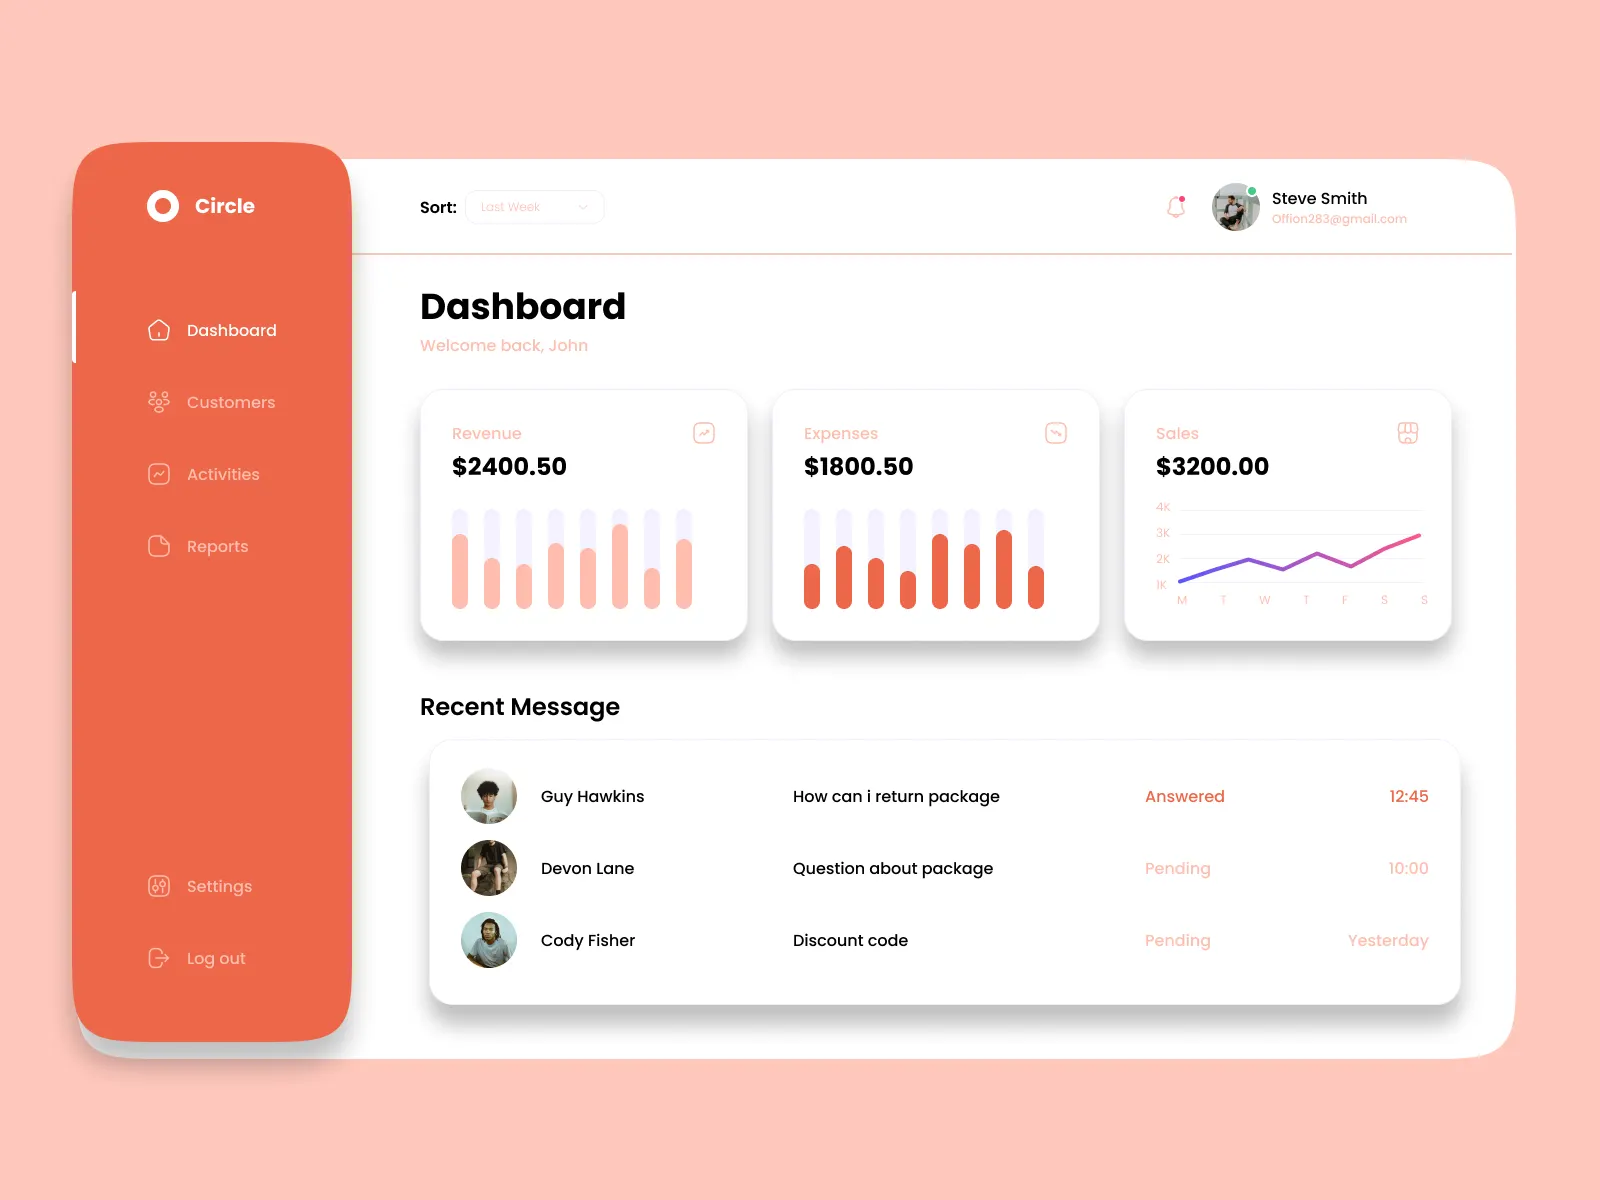 Circle
Dashboard
Customers
Activities
Reports
Settings
Log out
Sort: Last Week
Steve Smith
Offion283@gmail.com
Dashboard
Welcome back, John
Revenue
$2400.50
Expenses
$1800.50
Sales
$3200.00
4K
3K
2K
1K
M T W T F S S
Recent Message
Guy Hawkins How can i return package Answered 12:45
Devon Lane Question about package Pending 10:00
Cody Fisher Discount code Pending Yesterday